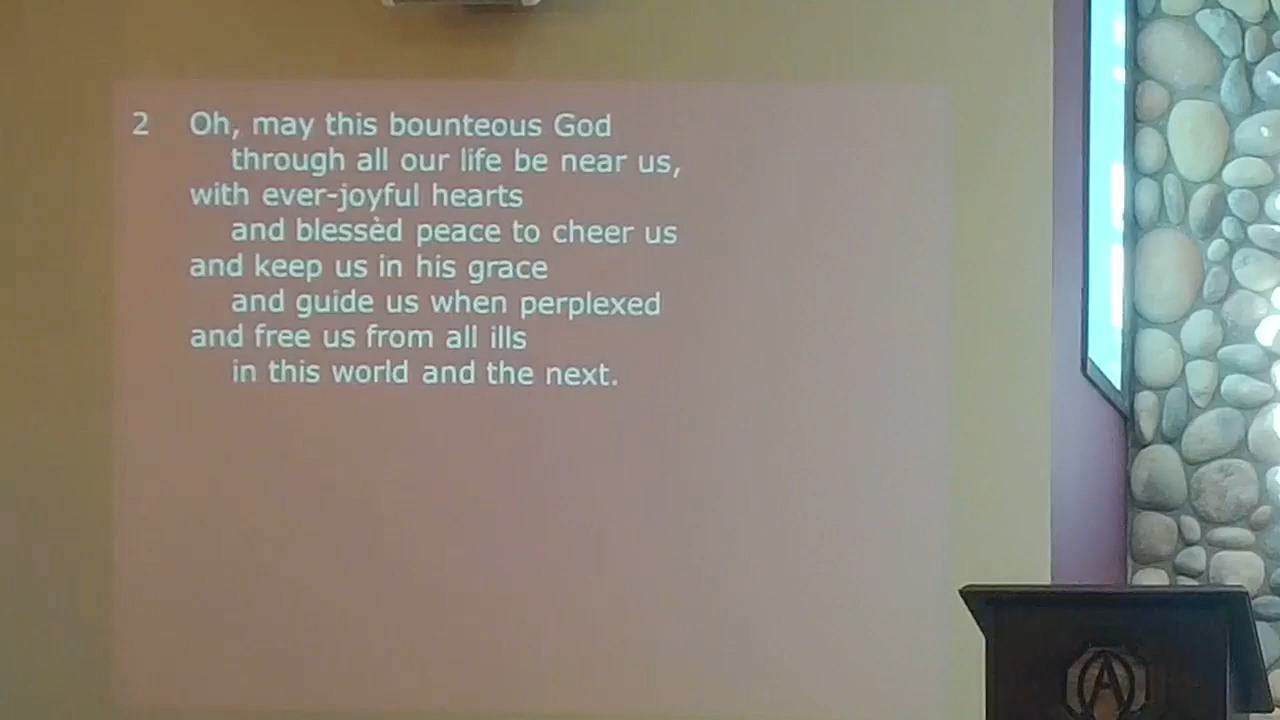 2 Oh, may this bounteous God
through all our life be near us,
with ever-joyful hearts
and blessèd peace to cheer us
and keep us in his grace
and guide us when perplexed
and free us from all ills
in this world and the next.